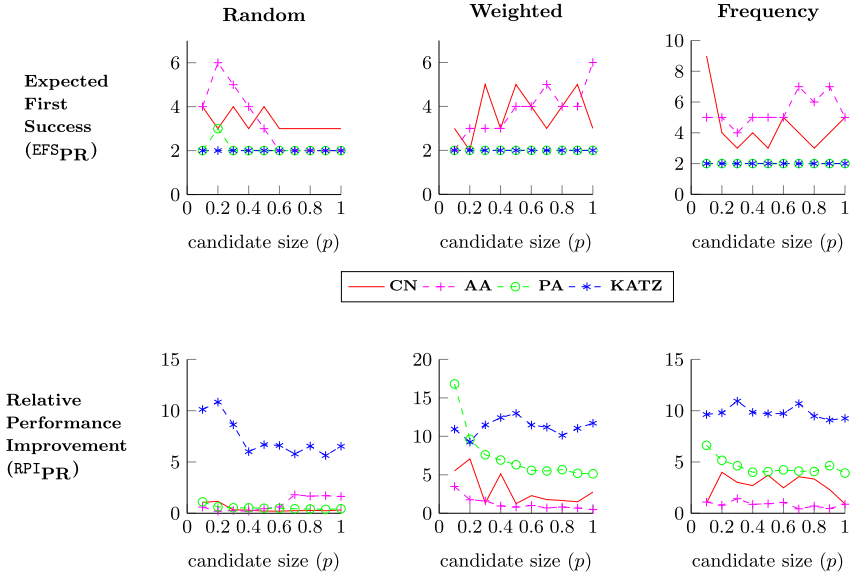 Random Weighted Frequency
Expected
First
Success
(EFS_PR)
6
4
2
0
0 0.2 0.4 0.6 0.8 1
candidate size (p)
6
4
2
0
0 0.2 0.4 0.6 0.8 1
candidate size (p)
10
8
6
4
2
0
0 0.2 0.4 0.6 0.8 1
candidate size (p)
CN AA PA KATZ
Relative
Performance
Improvement
(RPI_PR)
15
10
5
0
0 0.2 0.4 0.6 0.8 1
candidate size (p)
20
15
10
5
0
0 0.2 0.4 0.6 0.8 1
candidate size (p)
15
10
5
0
0 0.2 0.4 0.6 0.8 1
candidate size (p)